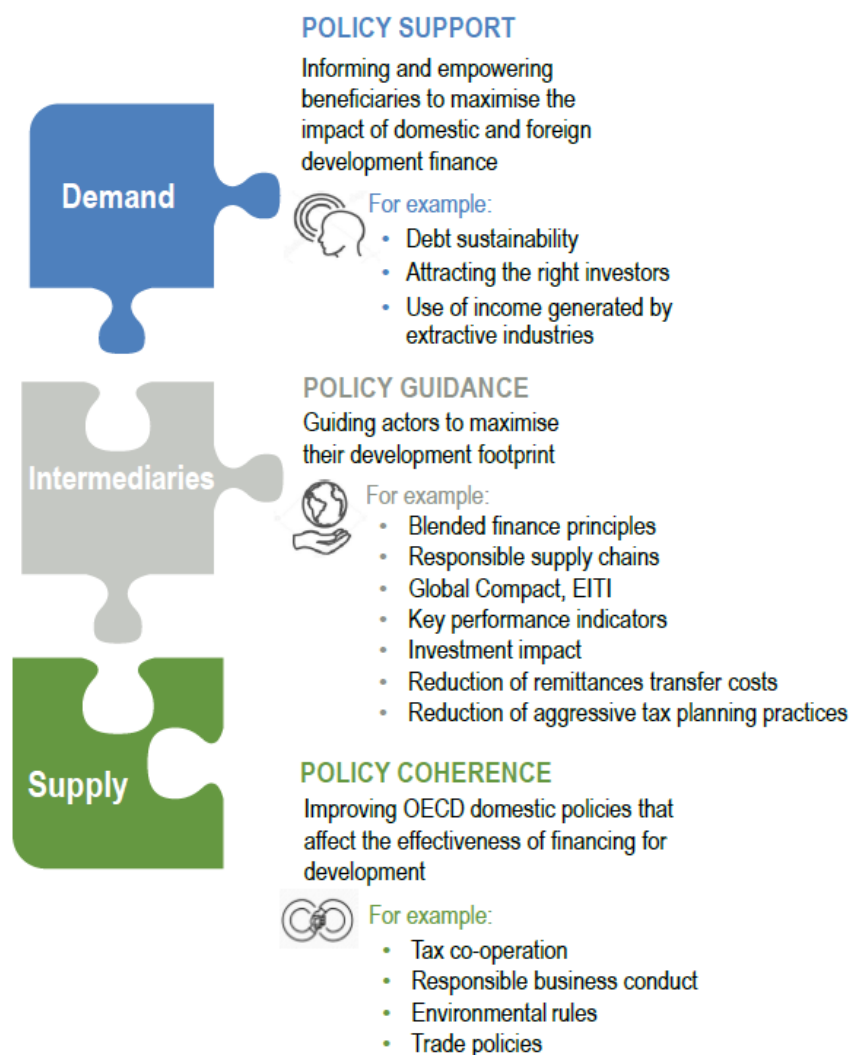 POLICY SUPPORT
Informing and empowering
beneficiaries to maximise the
impact of domestic and foreign
development finance
Demand
For example:
• Debt sustainability
• Attracting the right investors
• Use of income generated by
extractive industries
POLICY GUIDANCE
Guiding actors to maximise
their development footprint
Intermediaries
For example:
• Blended finance principles
• Responsible supply chains
• Global Compact, EITI
• Key performance indicators
• Investment impact
• Reduction of remittances transfer costs
• Reduction of aggressive tax planning practices
Supply
POLICY COHERENCE
Improving OECD domestic policies that
affect the effectiveness of financing for
development
For example:
• Tax co-operation
• Responsible business conduct
• Environmental rules
• Trade policies